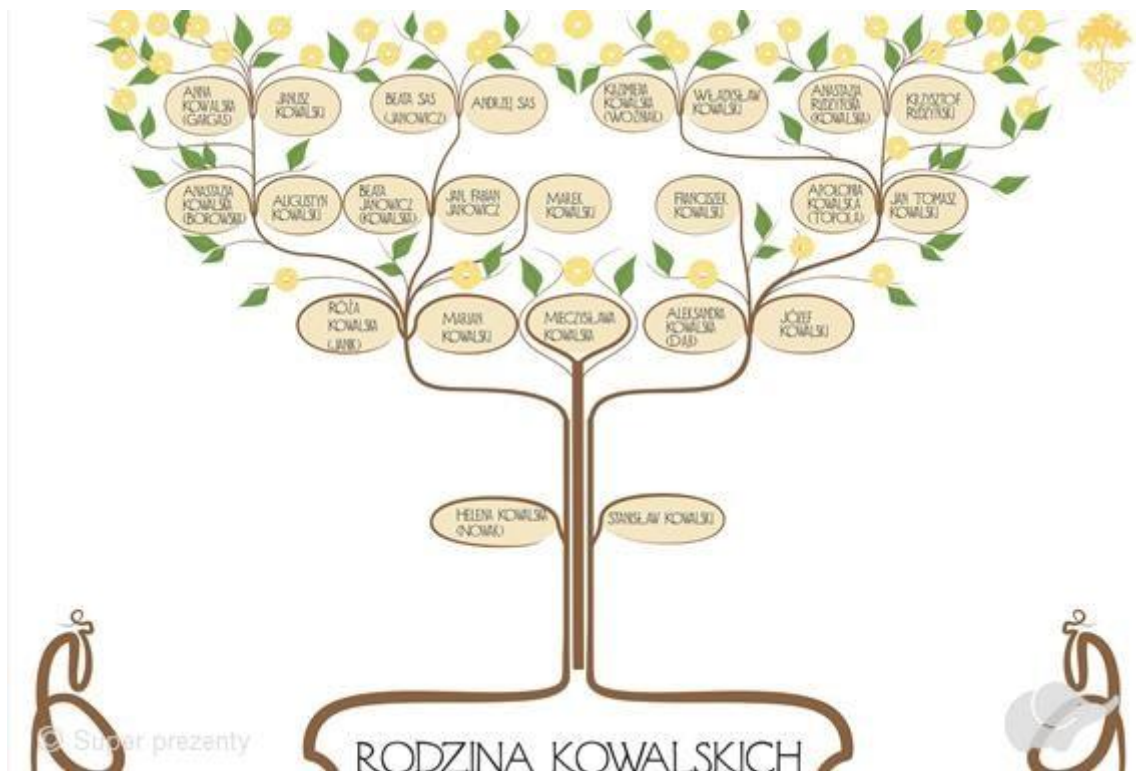 ANNA
KOWALSKA
(GARGAS)
JANUSZ
KOWALSKI
BEATA SAS
(JANOWICZ)
ANDRZEJ SAS
KAZIMIERA
KOWALSKA
(WOŹNIAK)
WŁADYSŁAW
KOWALSKI
ANASTAZJA
RUDZYŃSKA
(KOWALSKA)
KRZYSZTOF
RUDZYŃSKI
ANASTAZJA
KOWALSKA
(BOROWSKA)
AUGUSTYN
KOWALSKI
BEATA
JANOWICZ
(KOWALSKA)
JAN FABIAN
JANOWICZ
MAREK
KOWALSKI
FRANCISZEK
KOWALSKI
APOLONIA
KOWALSKA
(TOPOLA)
JAN TOMASZ
KOWALSKI
RÓŻA
KOWALSKA
(JANIK)
MARIAN
KOWALSKI
MIECZYSŁAWA
KOWALSKA
ALEKSANDRA
KOWALSKA
(DĄB)
JÓZEF
KOWALSKI
HELENA KOWALSKA
(NOWAK)
STANISŁAW KOWALSKI
© Super prezenty
RODZINA KOWALSKICH